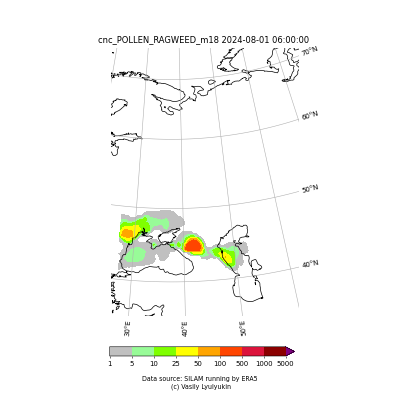 cnc_POLLEN_RAGWEED_m18 2024-08-01 06:00:00
70°N
60°N
50°N
40°N
30°E 40°E 50°E
1 5 10 25 50 100 500 1000 5000
Data source: SILAM running by ERA5
(c) Vasily Lyulyukin